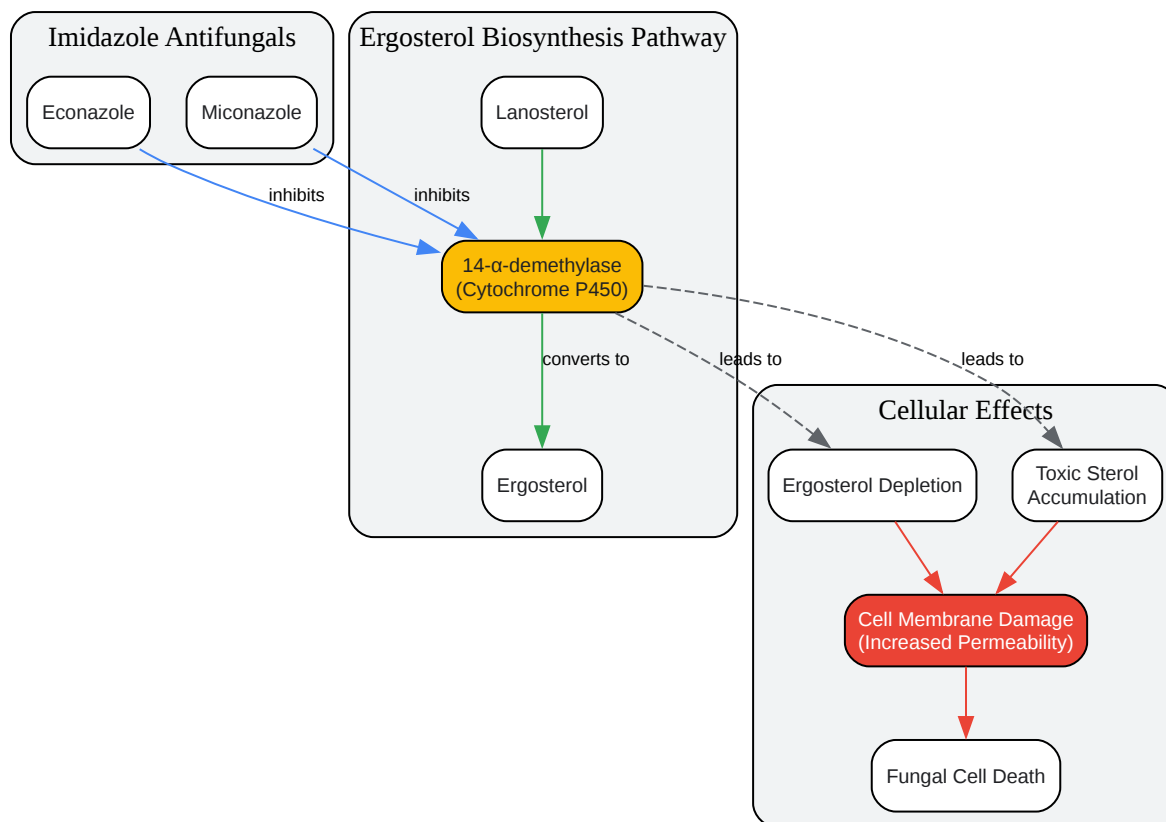 Imidazole Antifungals
Ergosterol Biosynthesis Pathway
Econazole
Miconazole
Lanosterol
inhibits
inhibits
14-α-demethylase
(Cytochrome P450)
converts to
leads to
leads to
Cellular Effects
Ergosterol
Ergosterol Depletion
Toxic Sterol
Accumulation
Cell Membrane Damage
(Increased Permeability)
Fungal Cell Death